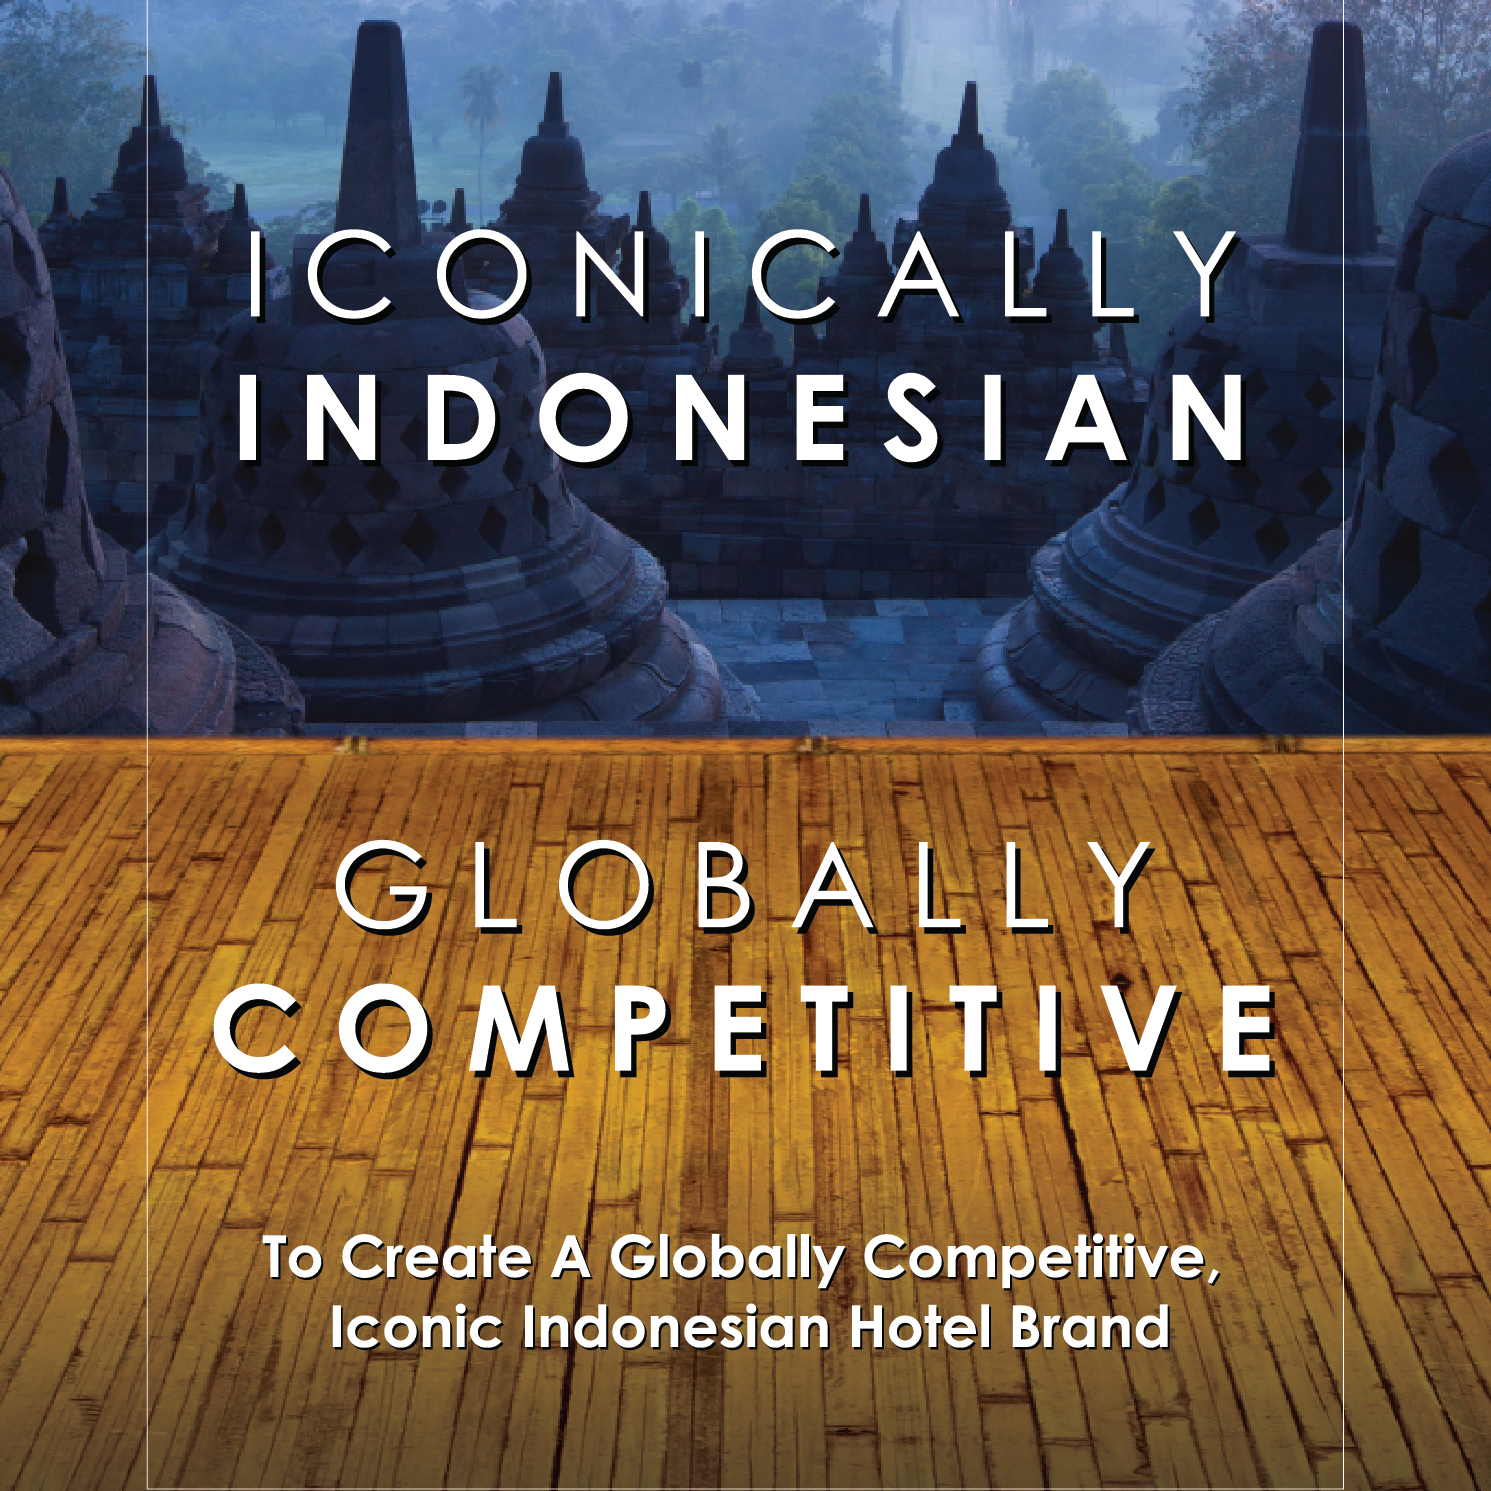 ICONICALLY
INDONESIAN
GLOBALLY
COMPETITIVE
To Create A Globally Competitive,
Iconic Indonesian Hotel Brand